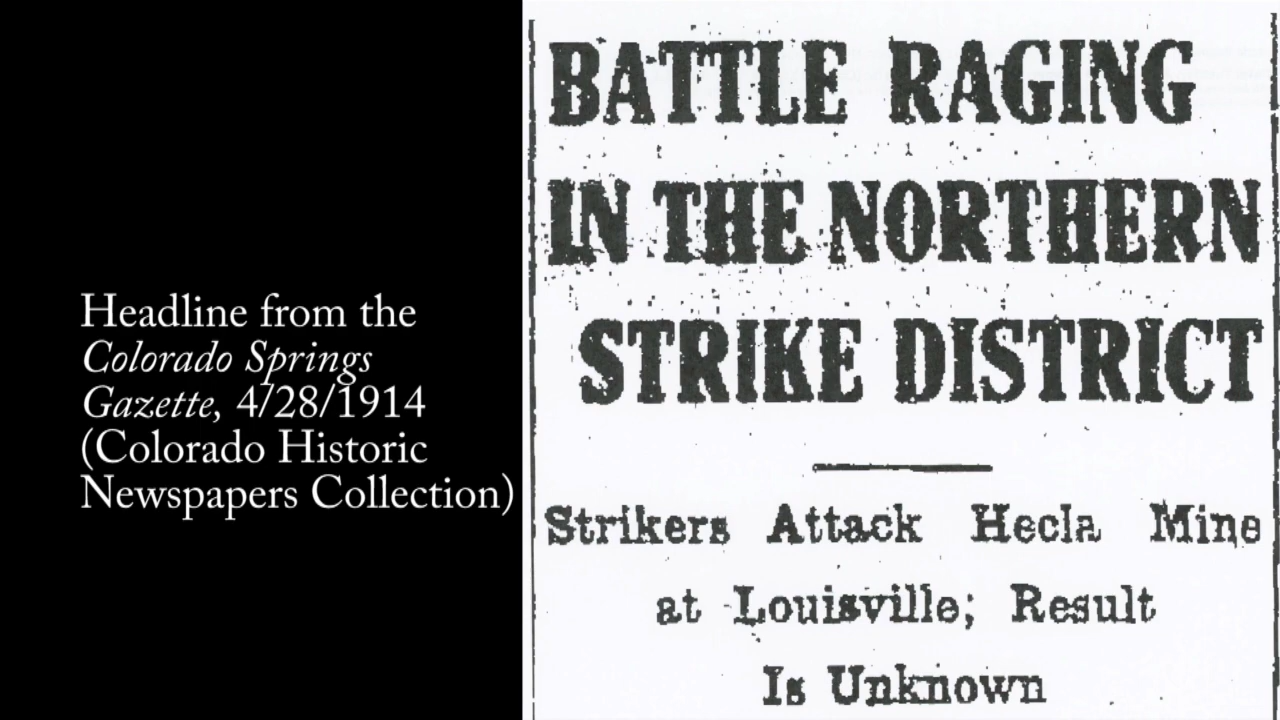 Headline from the
Colorado Springs
Gazette, 4/28/1914
(Colorado Historic
Newspapers Collection)
BATTLE RAGING
IN THE NORTHERN
STRIKE DISTRICT
Strikers Attack Hecla Mine
at Louisville; Result
Is Unknown